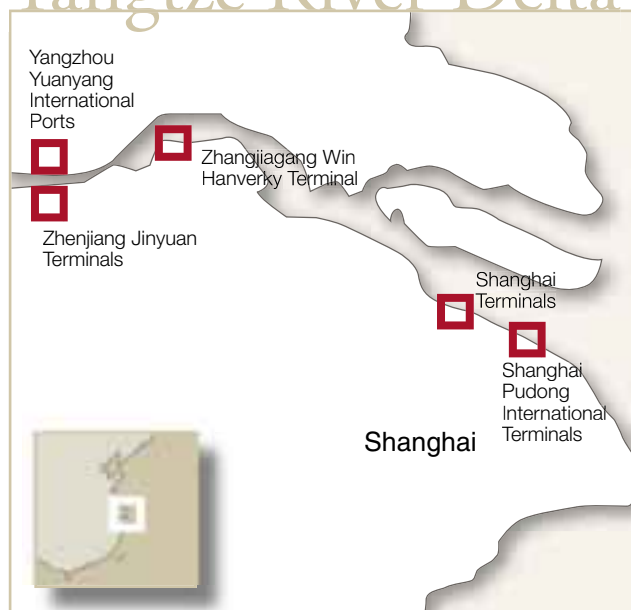 Yangtze River Delta
Yangzhou
Yuanyang
International
Ports
Zhangjiagang Win
Hanverky Terminal
Zhenjiang Jinyuan
Terminals
Shanghai
Terminals
Shanghai
Pudong
International
Terminals
Shanghai